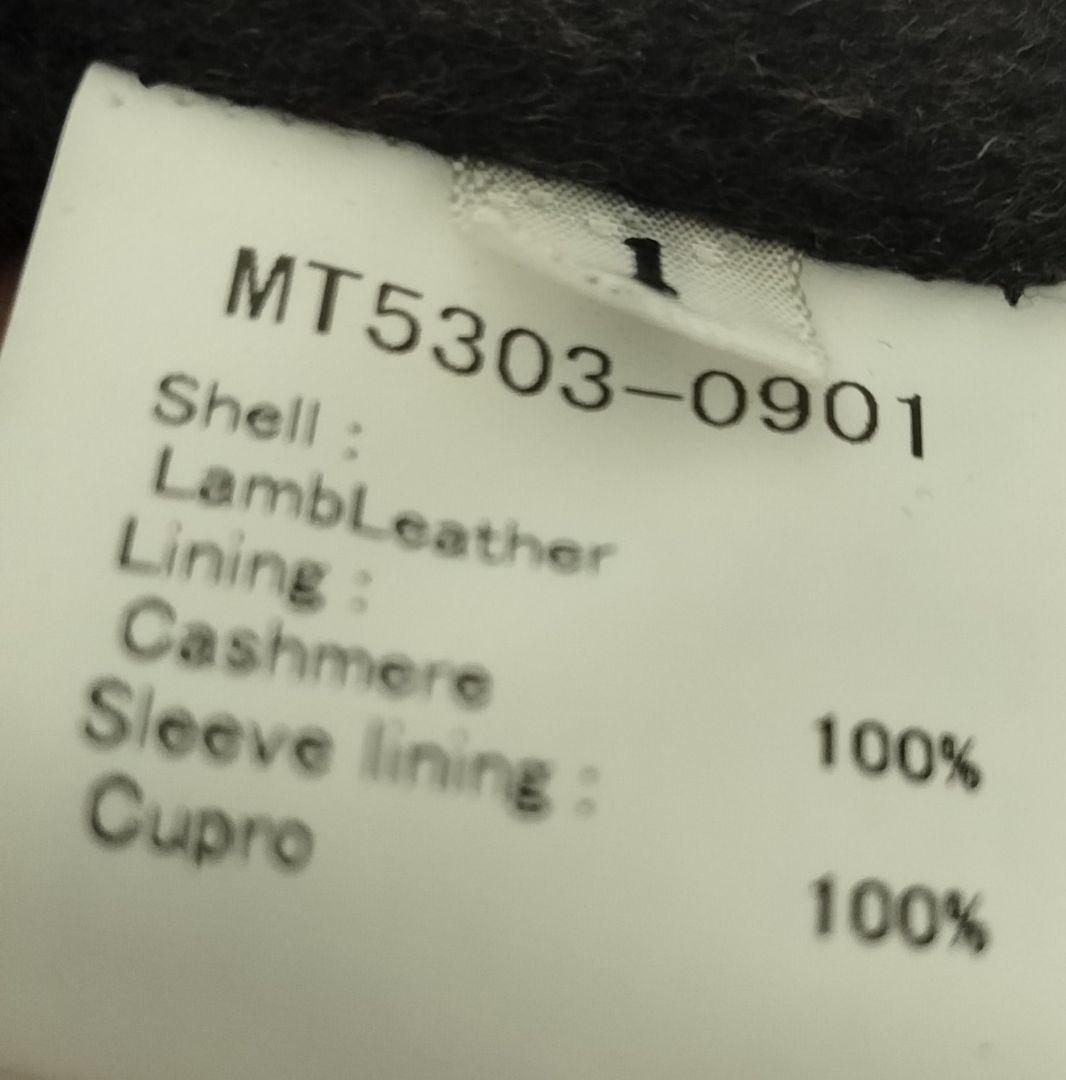 1
MT5303-0901
Shell :
LambLeather
Lining :
Cashmere 100%
Sleeve lining :
Cupro 100%